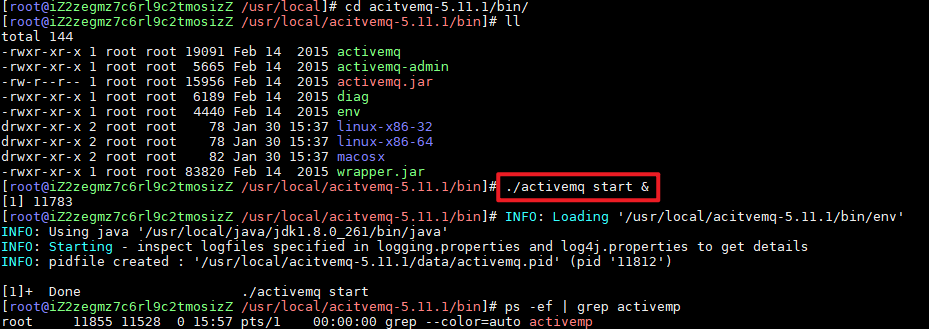 [root@iZ2zegmz7c6rl9c2tmosizZ /usr/local]# cd acitvemq-5.11.1/bin/
[root@iZ2zegmz7c6rl9c2tmosizZ /usr/local/acitvemq-5.11.1/bin]# ll
total 144
-rwxr-xr-x 1 root root 19091 Feb 14  2015 activemq
-rwxr-xr-x 1 root root  5665 Feb 14  2015 activemq-admin
-rw-r--r-- 1 root root 15956 Feb 14  2015 activemq.jar
-rwxr-xr-x 1 root root  6189 Feb 14  2015 diag
-rwxr-xr-x 1 root root  4440 Feb 14  2015 env
drwxr-xr-x 2 root root    78 Jan 30 15:37 linux-x86-32
drwxr-xr-x 2 root root    78 Jan 30 15:37 linux-x86-64
drwxr-xr-x 2 root root    82 Jan 30 15:37 macosx
-rwxr-xr-x 1 root root 83820 Feb 14  2015 wrapper.jar
[root@iZ2zegmz7c6rl9c2tmosizZ /usr/local/acitvemq-5.11.1/bin]# ./activemq start &
[1] 11783
[root@iZ2zegmz7c6rl9c2tmosizZ /usr/local/acitvemq-5.11.1/bin]# INFO: Loading '/usr/local/acitvemq-5.11.1/bin/env'
INFO: Using java '/usr/local/java/jdk1.8.0_261/bin/java'
INFO: Starting - inspect logfiles specified in logging.properties and log4j.properties to get details
INFO: pidfile created : '/usr/local/acitvemq-5.11.1/data/activemq.pid' (pid '11812')
[1]+  Done                    ./activemq start
[root@iZ2zegmz7c6rl9c2tmosizZ /usr/local/acitvemq-5.11.1/bin]# ps -ef | grep activemp
root     11855 11528  0 15:57 pts/1    00:00:00 grep --color=auto activemp